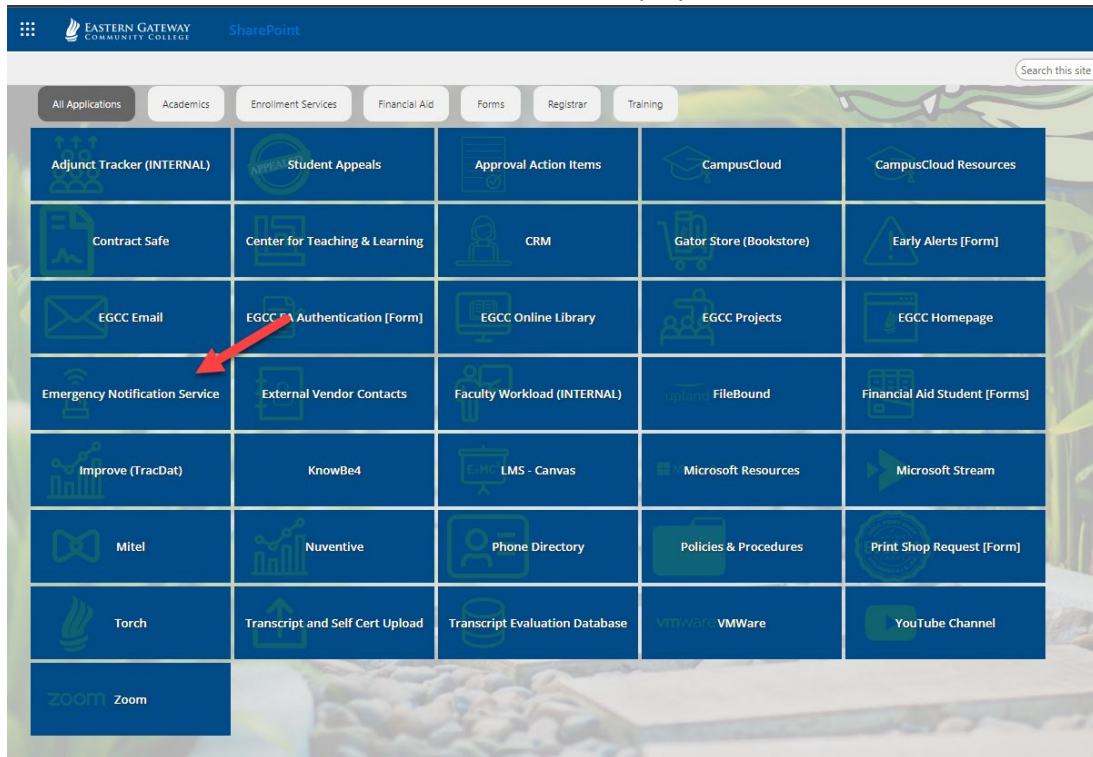 EASTERN GATEWAY
COMMUNITY COLLEGE
SharePoint
Search this site
All Applications
Academics
Enrollment Services
Financial Aid
Forms
Registrar
Training
Adjunct Tracker (INTERNAL)
APPEALS
Student Appeals
Approval Action Items
CampusCloud
CampusCloud Resources
Contract Safe
Center for Teaching & Learning
CRM
Gator Store (Bookstore)
Early Alerts [Form]
EGCC Email
EGCC FA Authentication [Form]
EGCC Online Library
EGCC Projects
EGCC Homepage
Emergency Notification Service
External Vendor Contacts
Faculty Workload (INTERNAL)
upland FileBound
Financial Aid Student [Forms]
Improve (TracDat)
KnowBe4
LMS - Canvas
Microsoft Resources
Microsoft Stream
Mitel
Nuventive
Phone Directory
Policies & Procedures
Print Shop Request [Form]
Torch
Transcript and Self Cert Upload
Transcript Evaluation Database
vmware VMWare
YouTube Channel
zoom Zoom